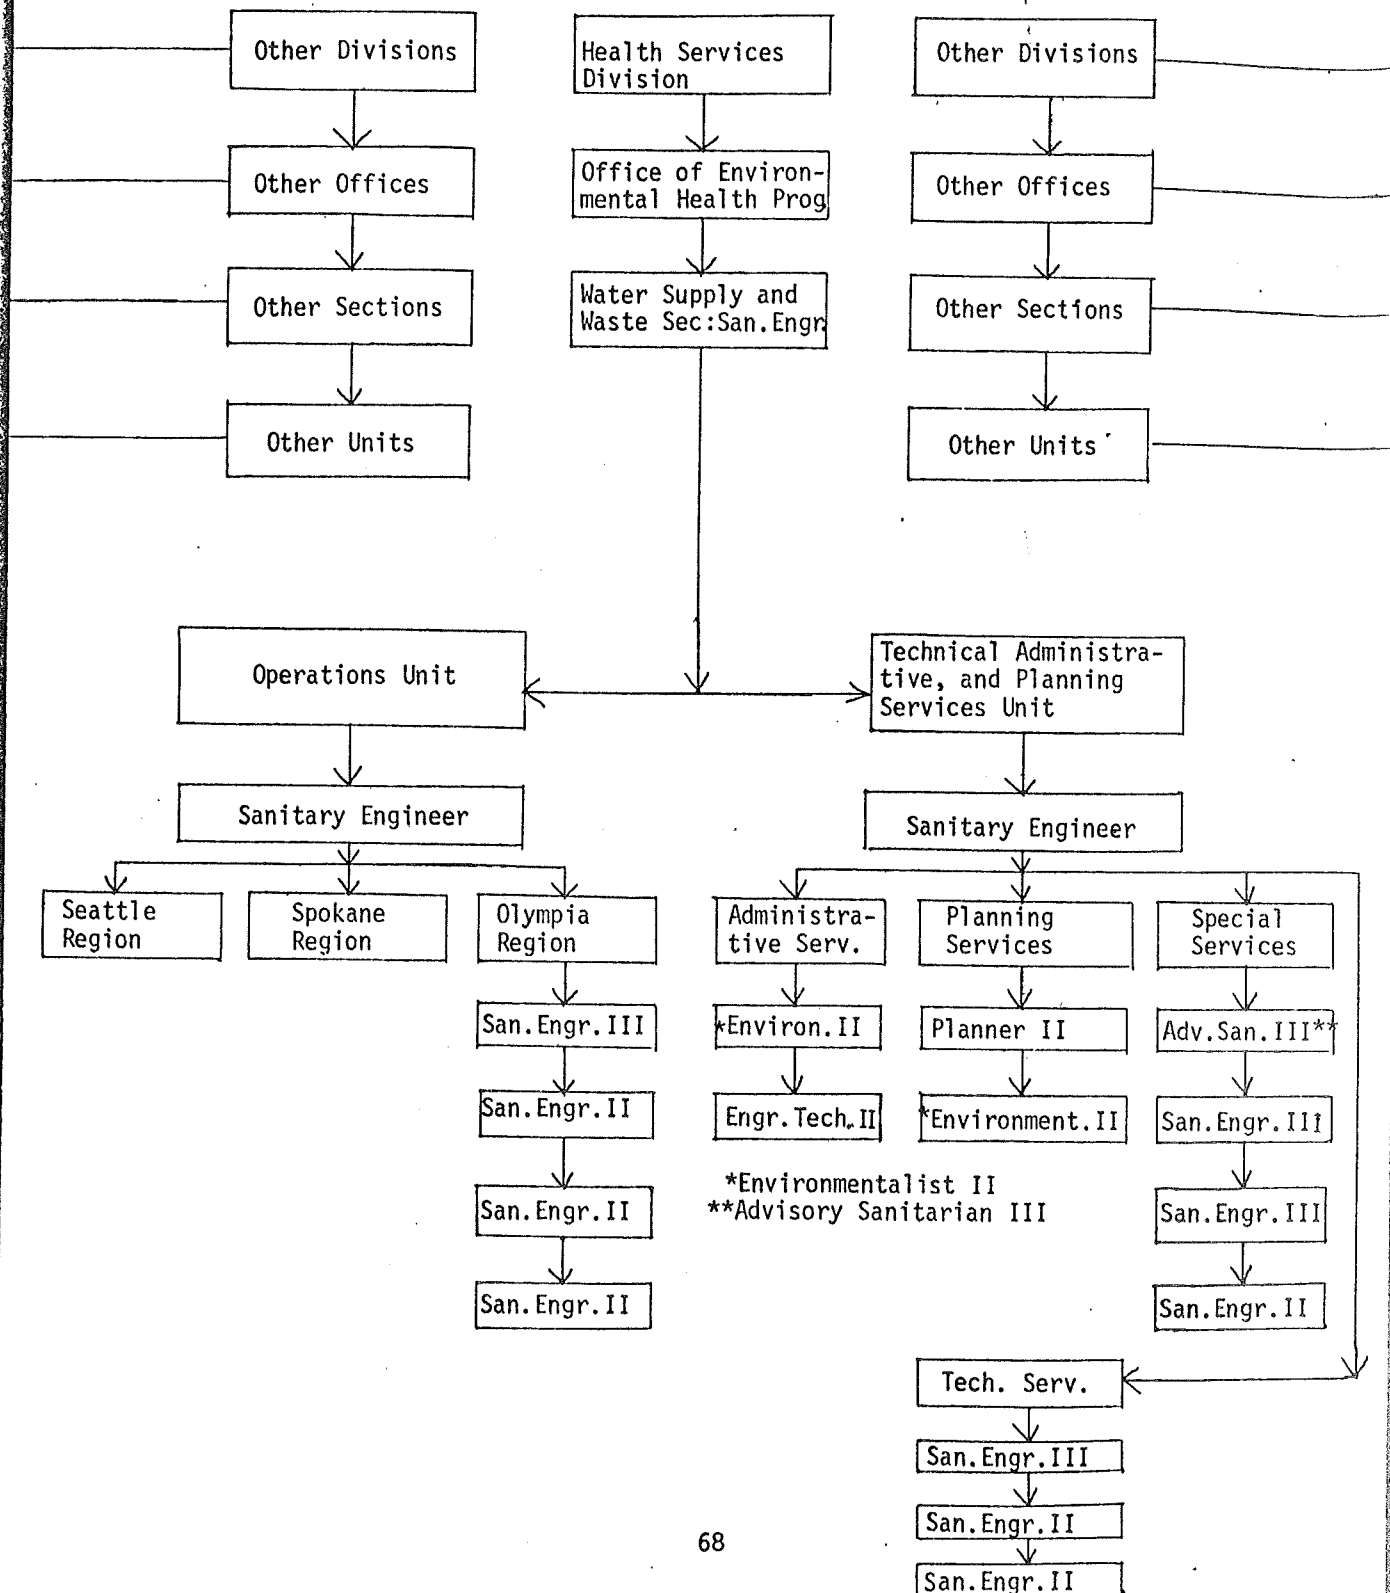 Other Divisions
Health Services
Division
Other Divisions
Other Offices
Office of Environ-
mental Health Prog
Other Offices
Other Sections
Water Supply and
Waste Sec:San.Engr.
Other Sections
Other Units
Other Units
Operations Unit
Technical Administra-
tive, and Planning
Services Unit
Sanitary Engineer
Sanitary Engineer
Seattle
Region
Spokane
Region
Olympia
Region
Administra-
tive Serv.
Planning
Services
Special
Services
San.Engr.III
*Environ.II
Planner II
Adv.San.III**
San.Engr.II
Engr.Tech.II
*Environment.II
San.Engr.III
*Environmentalist II
**Advisory Sanitarian III
San.Engr.II
San.Engr.III
San.Engr.II
San.Engr.II
Tech. Serv.
San.Engr.III
San.Engr.II
San.Engr.II
68